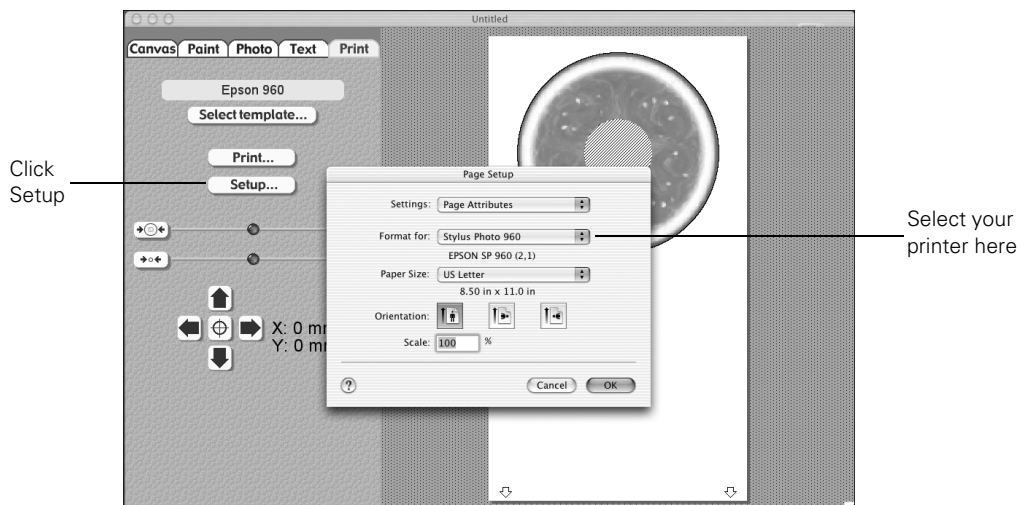 Untitled
Canvas Paint Photo Text Print
Epson 960
Select template...
Print...
Click
Setup
Setup...
Page Setup
Settings: Page Attributes
Format for: Stylus Photo 960
EPSON SP 960 (2,1)
Select your
printer here
Paper Size: US Letter
8.50 in x 11.0 in
Orientation:
X: 0 m
Y: 0 m
Scale: 100 %
? Cancel OK